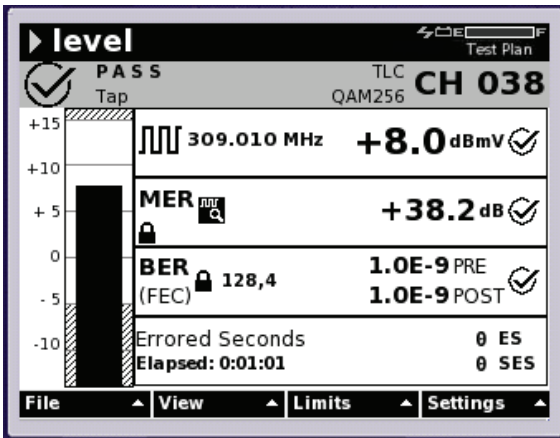 level
E F
Test Plan
PASS
Tap
TLC
QAM256
CH 038
+15
+10
+ 5
0
- 5
-10
309.010 MHz +8.0 dBmV
MER +38.2 dB
BER 128,4 1.0E-9 PRE
(FEC) 1.0E-9 POST
Errored Seconds 0 ES
Elapsed: 0:01:01 0 SES
File View Limits Settings